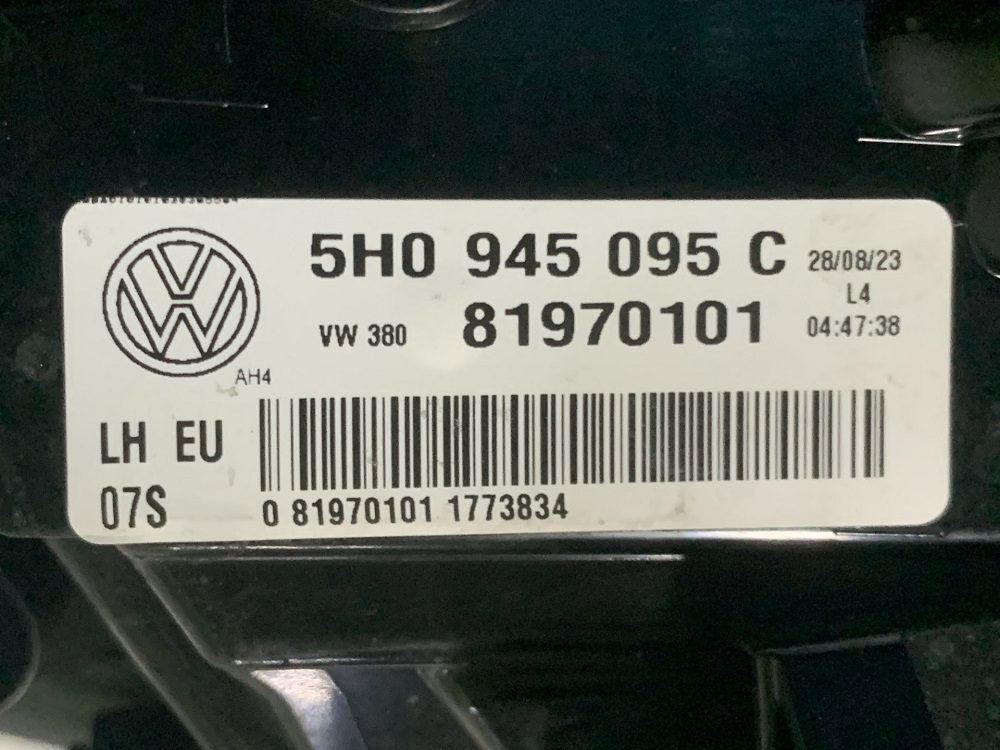 5H0 945 095 C 28/08/23
L4
VW 380 81970101 04:47:38
AH4
LH EU
07S
0 81970101 1773834